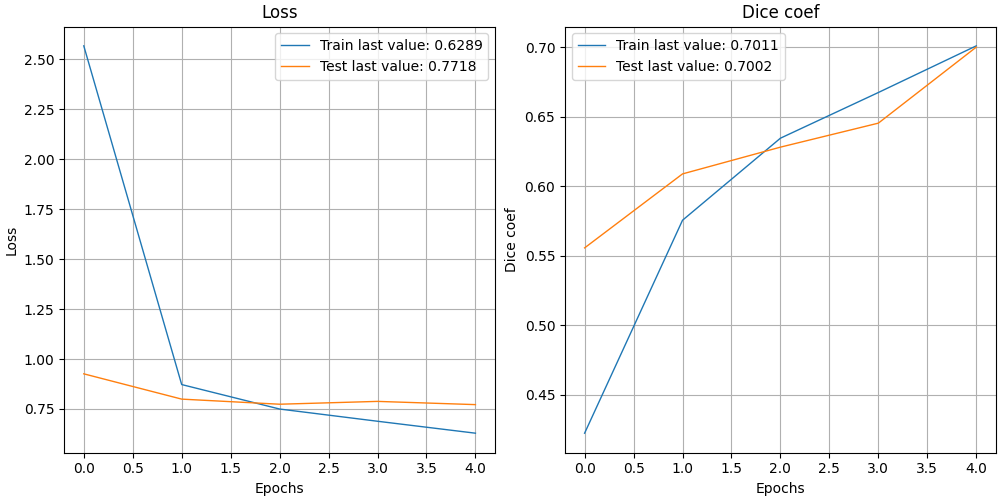 Loss
Train last value: 0.6289
Test last value: 0.7718
2.50
2.25
2.00
1.75
1.50
1.25
1.00
0.75
Loss
0.0 0.5 1.0 1.5 2.0 2.5 3.0 3.5 4.0
Epochs
Dice coef
Train last value: 0.7011
Test last value: 0.7002
0.70
0.65
0.60
0.55
0.50
0.45
Dice coef
0.0 0.5 1.0 1.5 2.0 2.5 3.0 3.5 4.0
Epochs